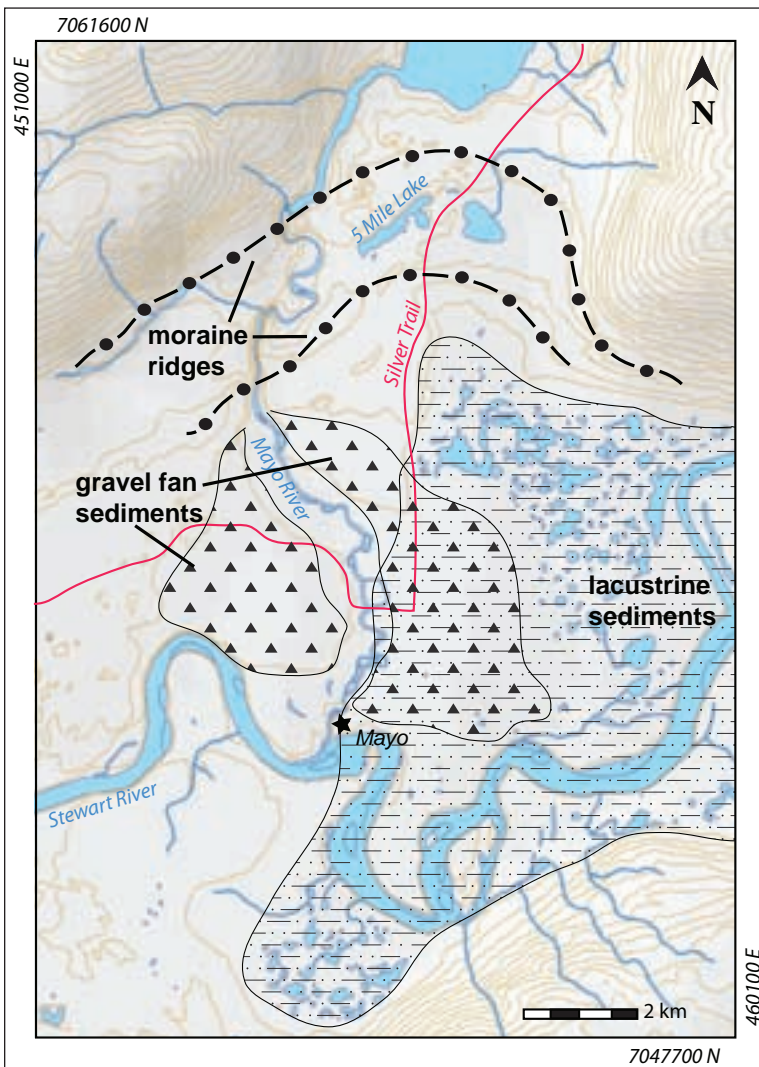 7061600 N
451000 E
N
5 Mile Lake
moraine
ridges
Silver Trail
Mayo River
gravel fan
sediments
lacustrine
sediments
Mayo
Stewart River
2 km
460100 E
7047700 N